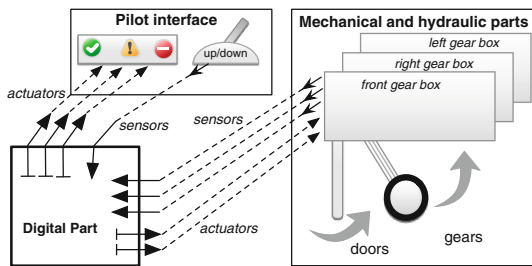 Pilot interface
up/down
actuators
sensors
Digital Part
sensors
actuators
Mechanical and hydraulic parts
left gear box
right gear box
front gear box
doors
gears